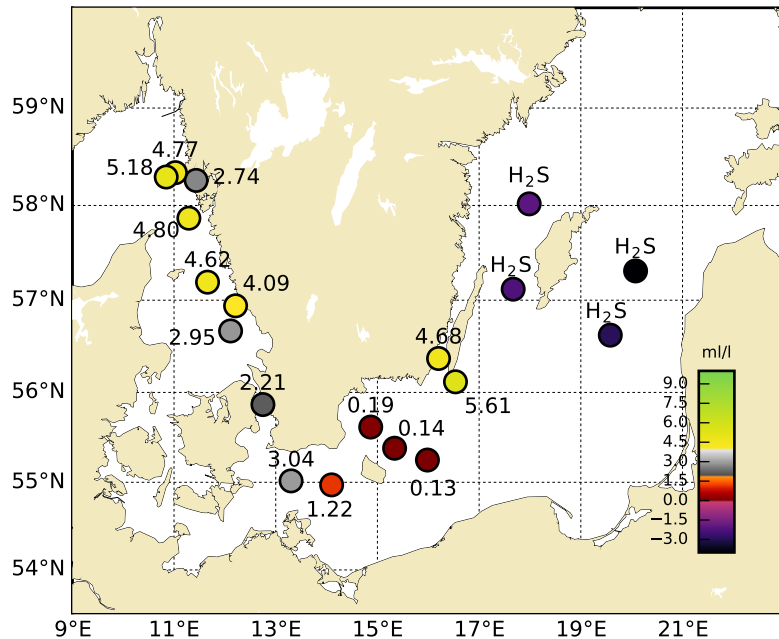 59°N
58°N
57°N
56°N
55°N
54°N
4.77
5.18
2.74
4.80
4.62
4.09
2.95
2.21
3.04
1.22
0.19
0.14
0.13
4.68
5.61
H₂S
H₂S
H₂S
H₂S
ml/l
9.0
7.5
6.0
4.5
3.0
1.5
0.0
−1.5
−3.0
9°E
11°E
13°E
15°E
17°E
19°E
21°E